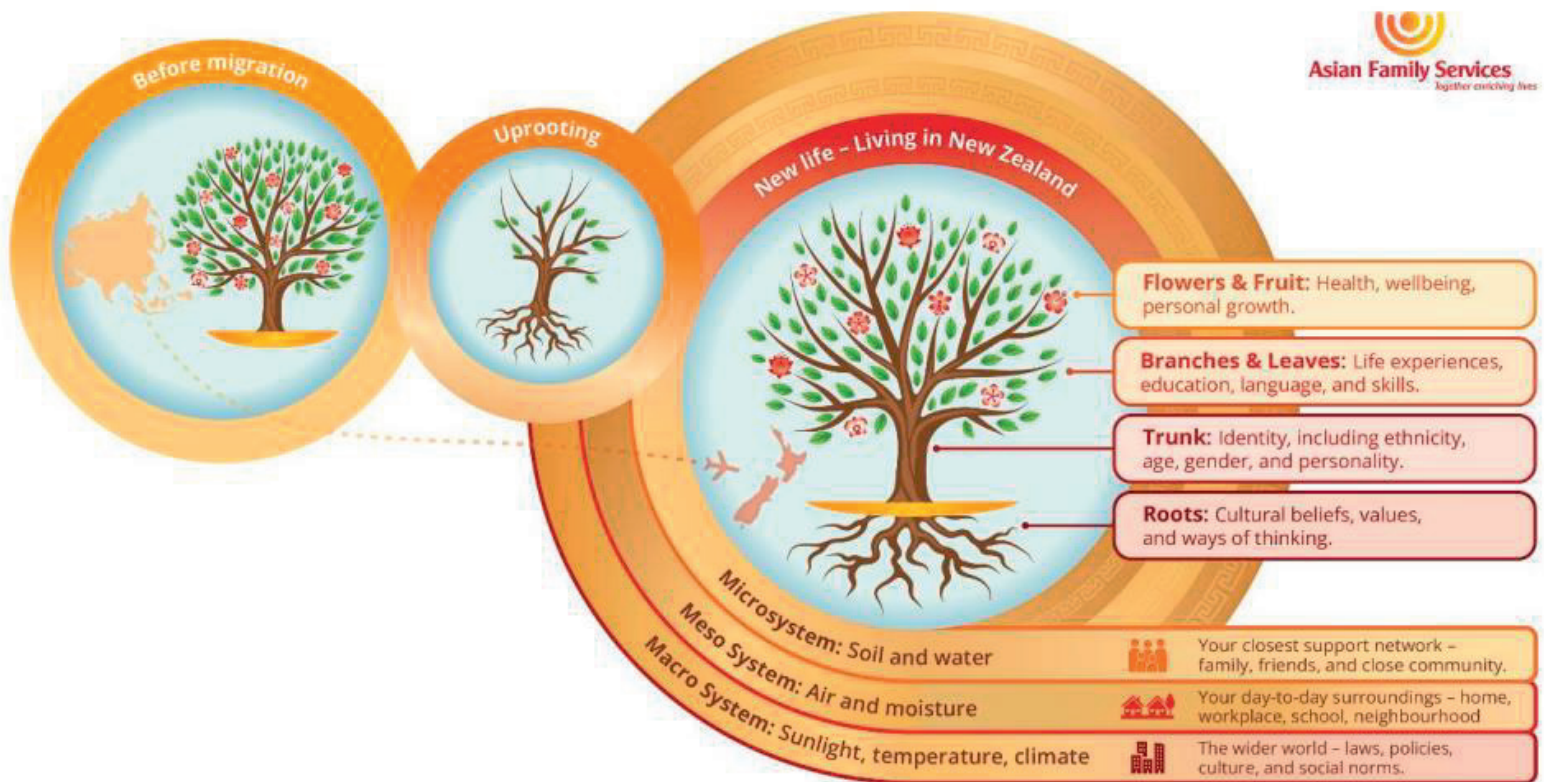 Asian Family Services
Together enriching lives
Before migration
Uprooting
New life – Living in New Zealand
Flowers & Fruit: Health, wellbeing,
personal growth.
Branches & Leaves: Life experiences,
education, language, and skills.
Trunk: Identity, including ethnicity,
age, gender, and personality.
Roots: Cultural beliefs, values,
and ways of thinking.
Microsystem: Soil and water
Your closest support network –
family, friends, and close community.
Meso System: Air and moisture
Your day-to-day surroundings – home,
workplace, school, neighbourhood
Macro System: Sunlight, temperature, climate
The wider world – laws, policies,
culture, and social norms.